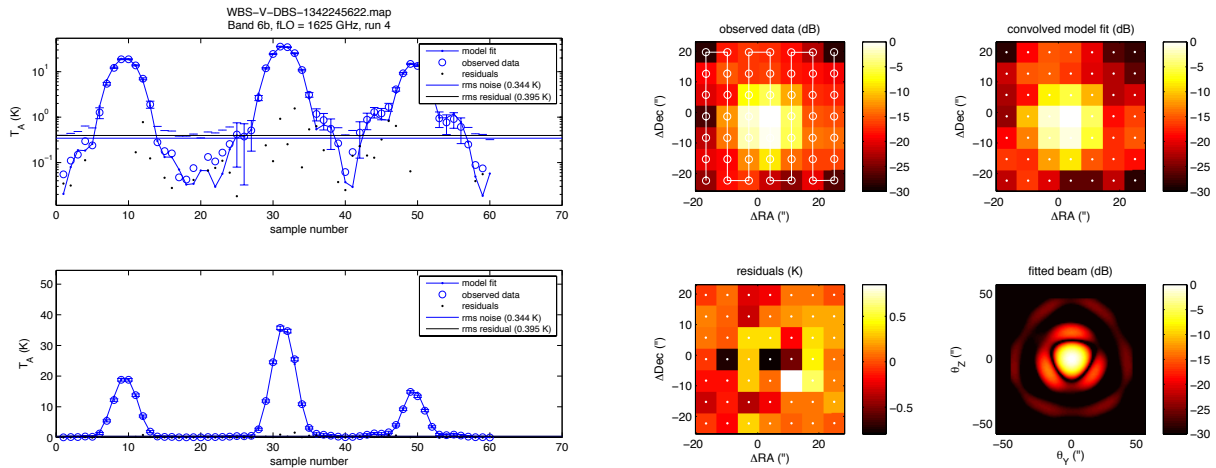 WBS-V-DBS-1342245622.map
Band 6b, fLO = 1625 GHz, run 4
T_A (K)
10^1
10^0
10^-1
model fit
observed data
residuals
rms noise (0.344 K)
rms residual (0.395 K)
0 10 20 30 40 50 60 70
sample number
observed data (dB)
ΔDec (")
20
10
0
−10
−20
−20 0 20
ΔRA (")
0
−5
−10
−15
−20
−25
−30
convolved model fit (dB)
ΔDec (")
20
10
0
−10
−20
−20 0 20
ΔRA (")
0
−5
−10
−15
−20
−25
−30
T_A (K)
50
40
30
20
10
0
model fit
observed data
residuals
rms noise (0.344 K)
rms residual (0.395 K)
0 10 20 30 40 50 60 70
sample number
residuals (K)
ΔDec (")
20
10
0
−10
−20
−20 0 20
ΔRA (")
0.5
0
−0.5
fitted beam (dB)
θ_Z (")
50
0
−50
−50 0 50
θ_Y (")
0
−5
−10
−15
−20
−25
−30